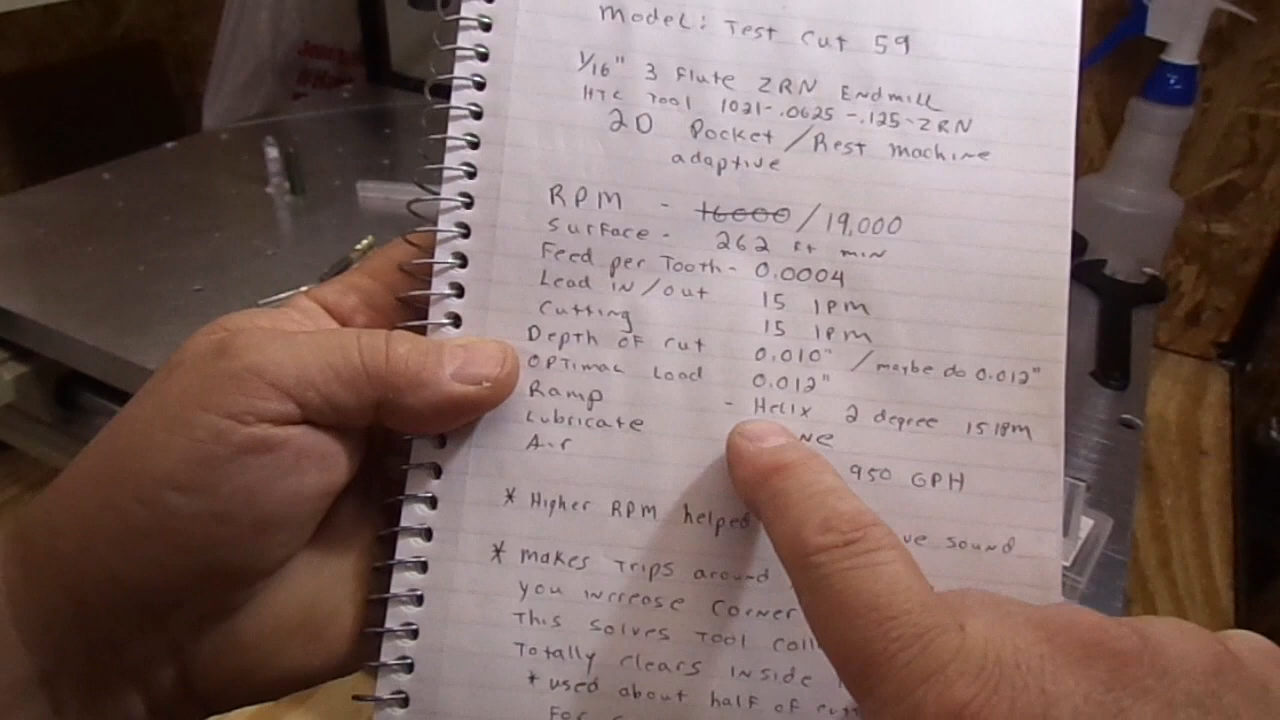 Model: Test Cut 59
1/16" 3 Flute ZRN Endmill
HTC Tool 1021-.0625-.125-ZRN
2D Pocket/Rest machine
adaptive
RPM - 16000/19,000
Surface - 262 ft min
Feed per Tooth - 0.0004
Lead IN/out 15 IPM
Cutting 15 IPM
Depth of cut 0.010" / maybe do 0.012"
OPTimal Load 0.012"
Ramp - Helix 2 degree 15 IPM
Lubricate
Air 950 GPH
* Higher RPM helped sound
* makes Trips around
you increase corner
This solves Tool
Totally clears inside
* used about half of
For